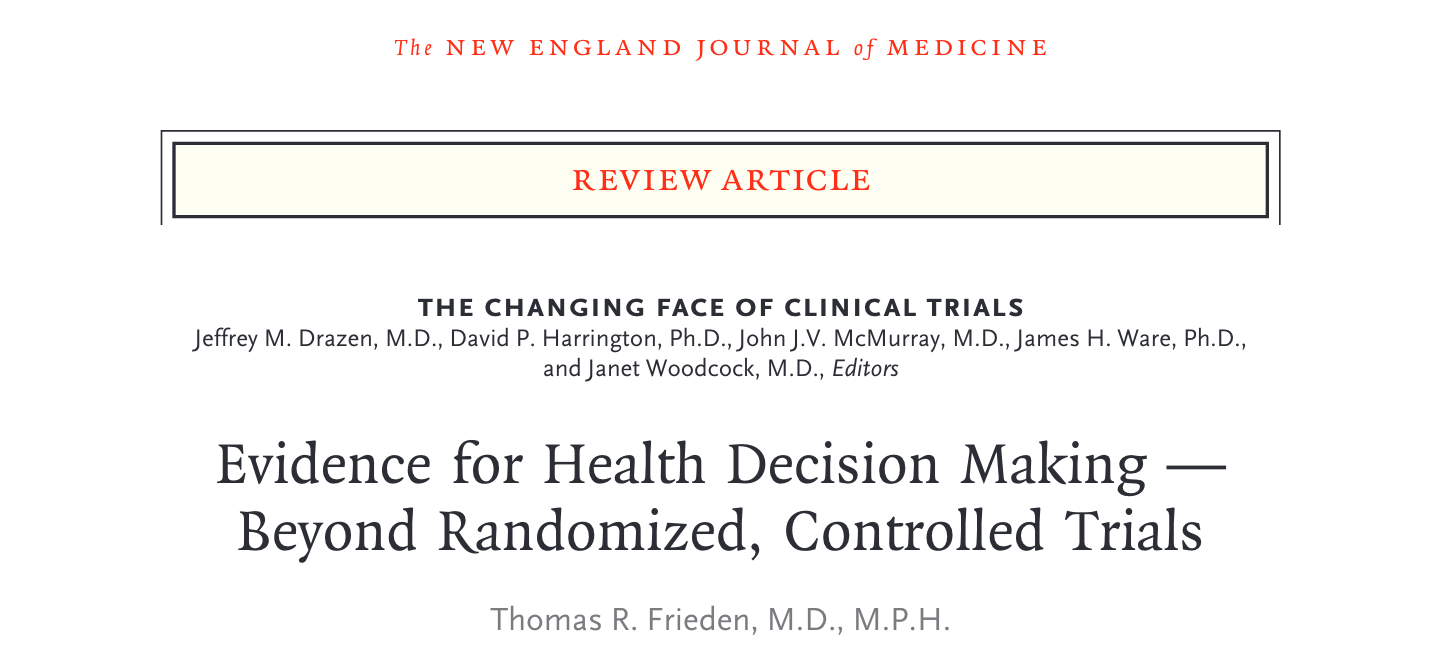 The NEW ENGLAND JOURNAL of MEDICINE
REVIEW ARTICLE
THE CHANGING FACE OF CLINICAL TRIALS
Jeffrey M. Drazen, M.D., David P. Harrington, Ph.D., John J.V. McMurray, M.D., James H. Ware, Ph.D.,
and Janet Woodcock, M.D., Editors
Evidence for Health Decision Making —
Beyond Randomized, Controlled Trials
Thomas R. Frieden, M.D., M.P.H.